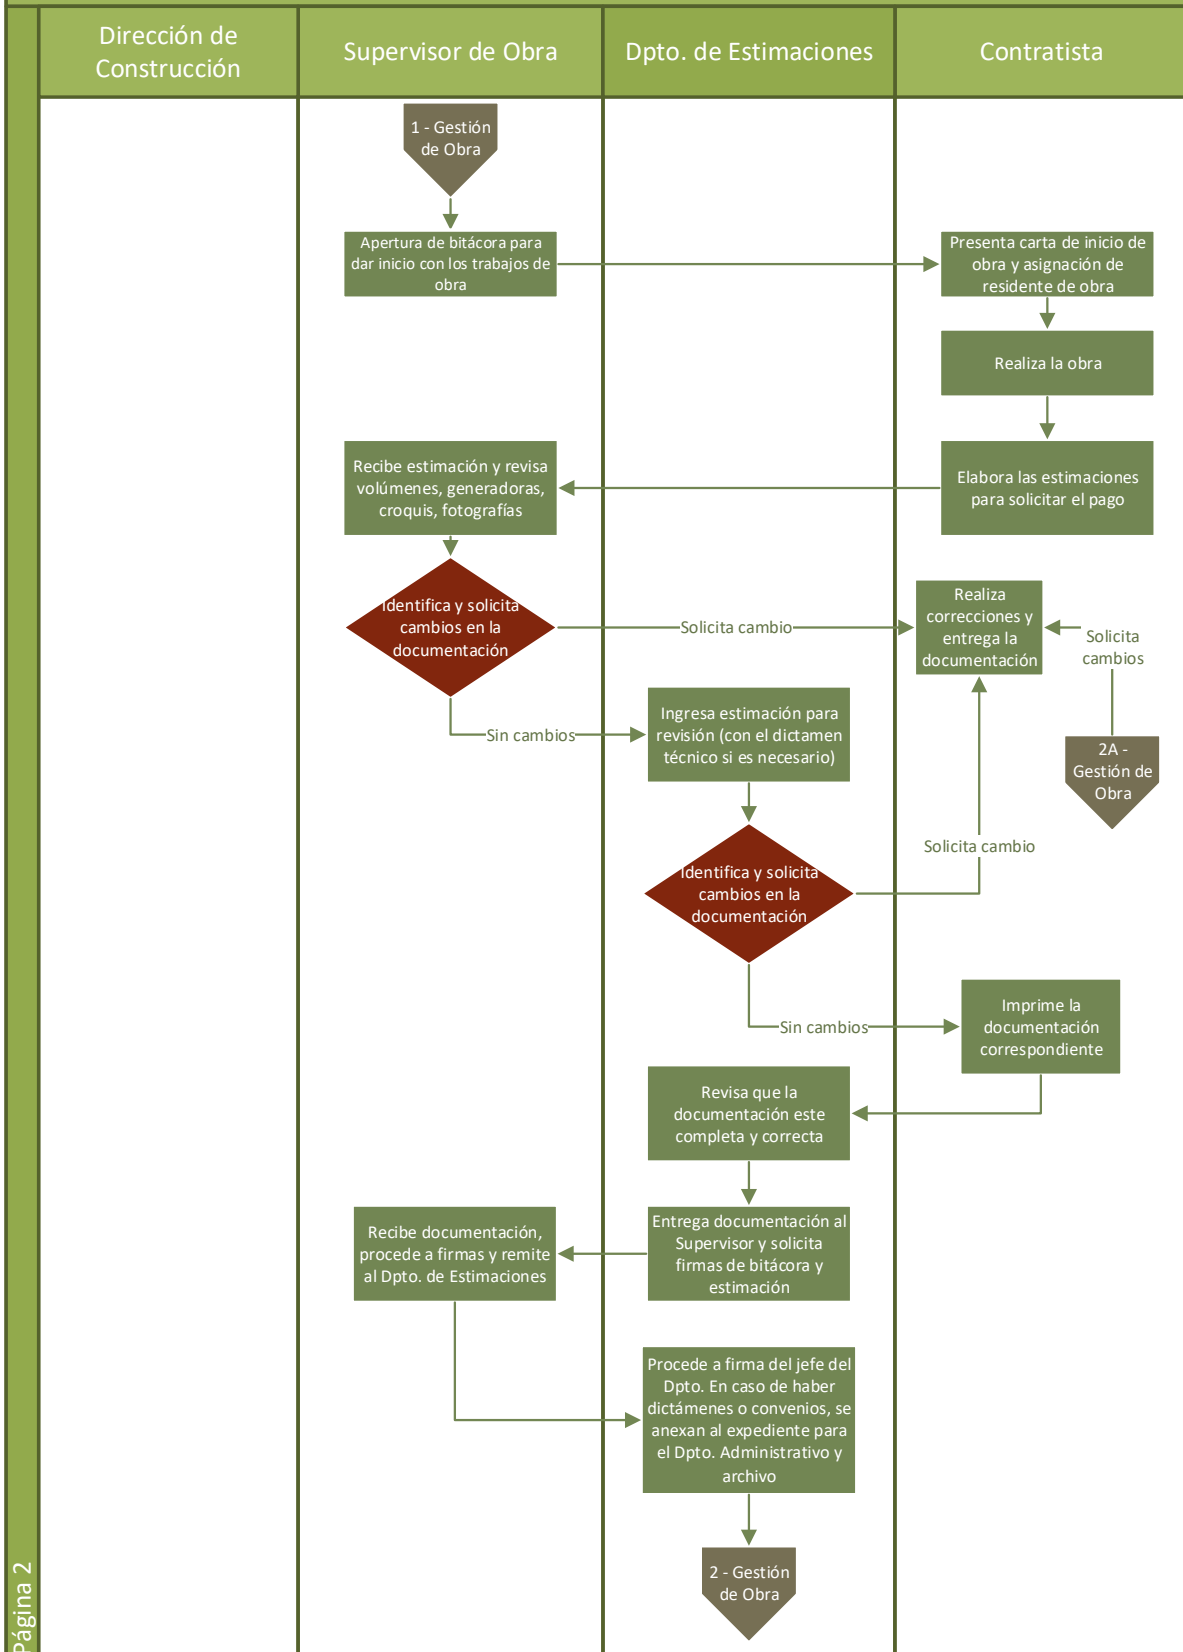 Dirección de
Construcción
Supervisor de Obra
Dpto. de Estimaciones
Contratista
1 - Gestión
de Obra
Apertura de bitácora para
dar inicio con los trabajos de
obra
Presenta carta de inicio de
obra y asignación de
residente de obra
Realiza la obra
Recibe estimación y revisa
volúmenes, generadoras,
croquis, fotografías
Elabora las estimaciones
para solicitar el pago
Identifica y solicita
cambios en la
documentación
Solicita cambio
Realiza
correcciones y
entrega la
documentación
Solicita
cambios
Sin cambios
Ingresa estimación para
revisión (con el dictamen
técnico si es necesario)
2A -
Gestión de
Obra
Identifica y solicita
cambios en la
documentación
Solicita cambio
Sin cambios
Imprime la
documentación
correspondiente
Revisa que la
documentación este
completa y correcta
Entrega documentación al
Supervisor y solicita
firmas de bitácora y
estimación
Recibe documentación,
procede a firmas y remite
al Dpto. de Estimaciones
Procede a firma del jefe del
Dpto. En caso de haber
dictámenes o convenios, se
anexan al expediente para
el Dpto. Administrativo y
archivo
2 - Gestión
de Obra
Página 2